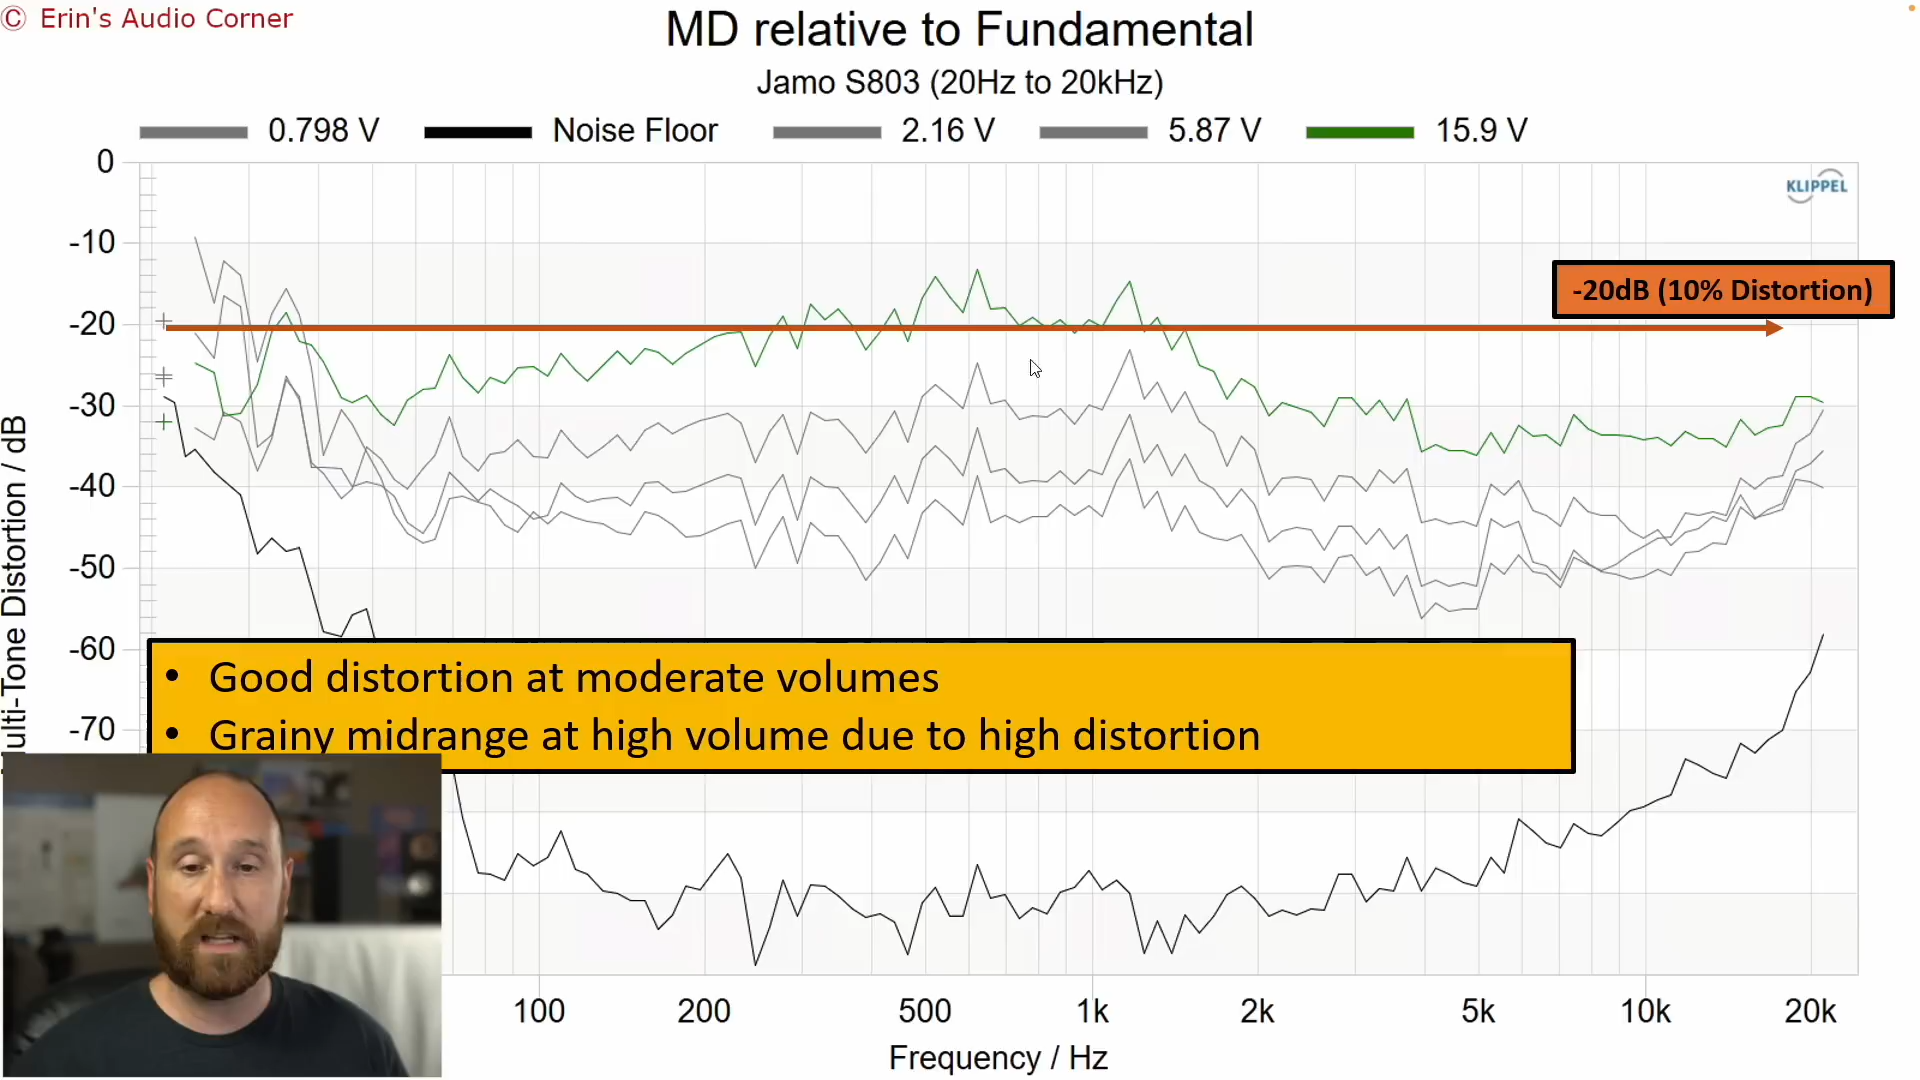 © Erin's Audio Corner
MD relative to Fundamental
Jamo S803 (20Hz to 20kHz)
0.798 V Noise Floor 2.16 V 5.87 V 15.9 V
0
KLIPPEL
-10
-20dB (10% Distortion)
-20
-30
-40
-50
-60
-70
ulti-Tone Distortion / dB
• Good distortion at moderate volumes
• Grainy midrange at high volume due to high distortion
100 200 500 1k 2k 5k 10k 20k
Frequency / Hz